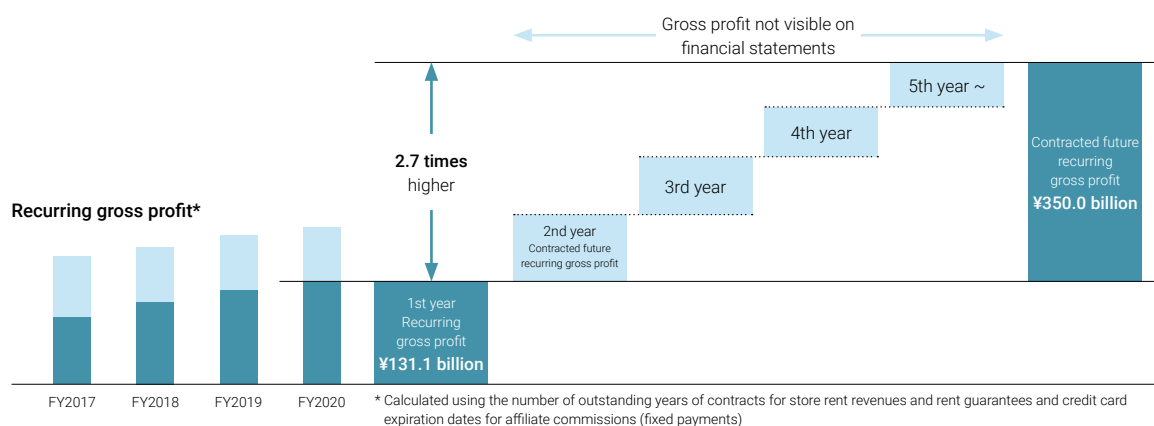 Gross profit not visible on
financial statements
5th year ~
4th year
2.7 times
higher
3rd year
Contracted future
recurring
gross profit
¥350.0 billion
Recurring gross profit*
2nd year
Contracted future
recurring gross profit
1st year
Recurring
gross profit
¥131.1 billion
FY2017
FY2018
FY2019
FY2020
* Calculated using the number of outstanding years of contracts for store rent revenues and rent guarantees and credit card
expiration dates for affiliate commissions (fixed payments)